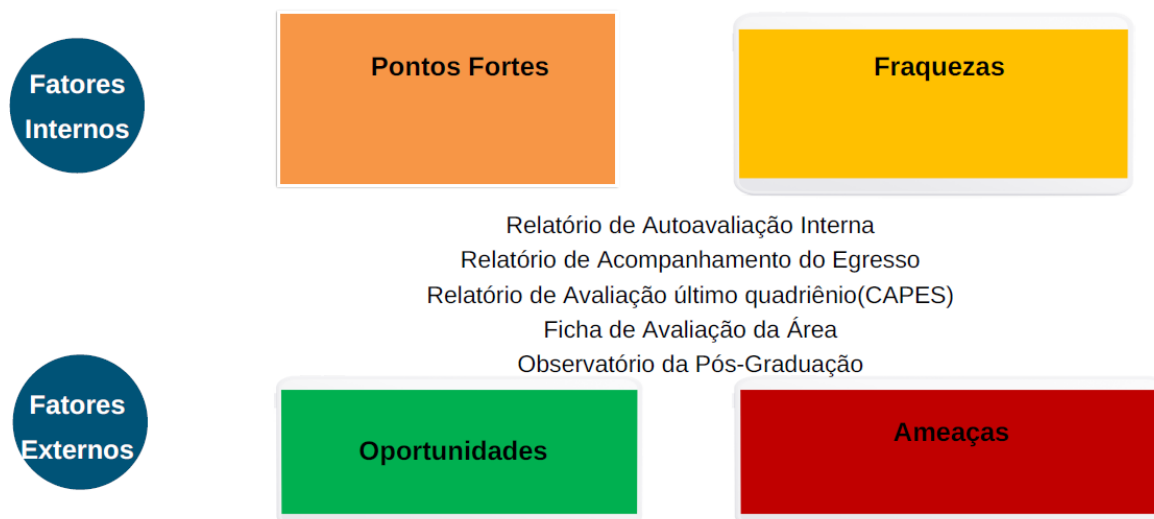 Fatores
Internos
Pontos Fortes
Fraquezas
Relatório de Autoavaliação Interna
Relatório de Acompanhamento do Egresso
Relatório de Avaliação último quadriênio(CAPES)
Ficha de Avaliação da Área
Observatório da Pós-Graduação
Fatores
Externos
Oportunidades
Ameaças